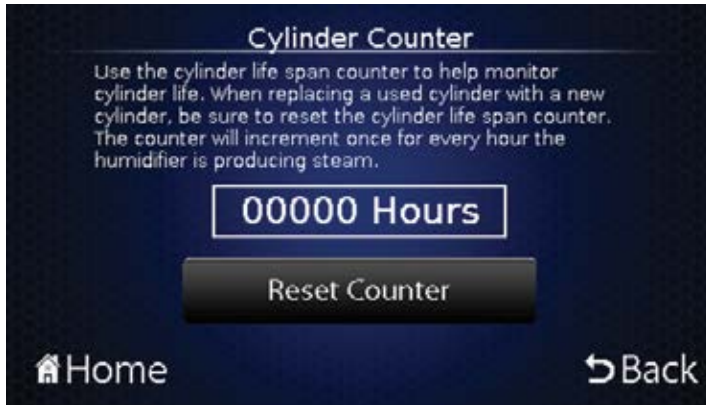 Cylinder Counter
Use the cylinder life span counter to help monitor
cylinder life. When replacing a used cylinder with a new
cylinder, be sure to reset the cylinder life span counter.
The counter will increment once for every hour the
humidifier is producing steam.
00000 Hours
Reset Counter
Home
Back